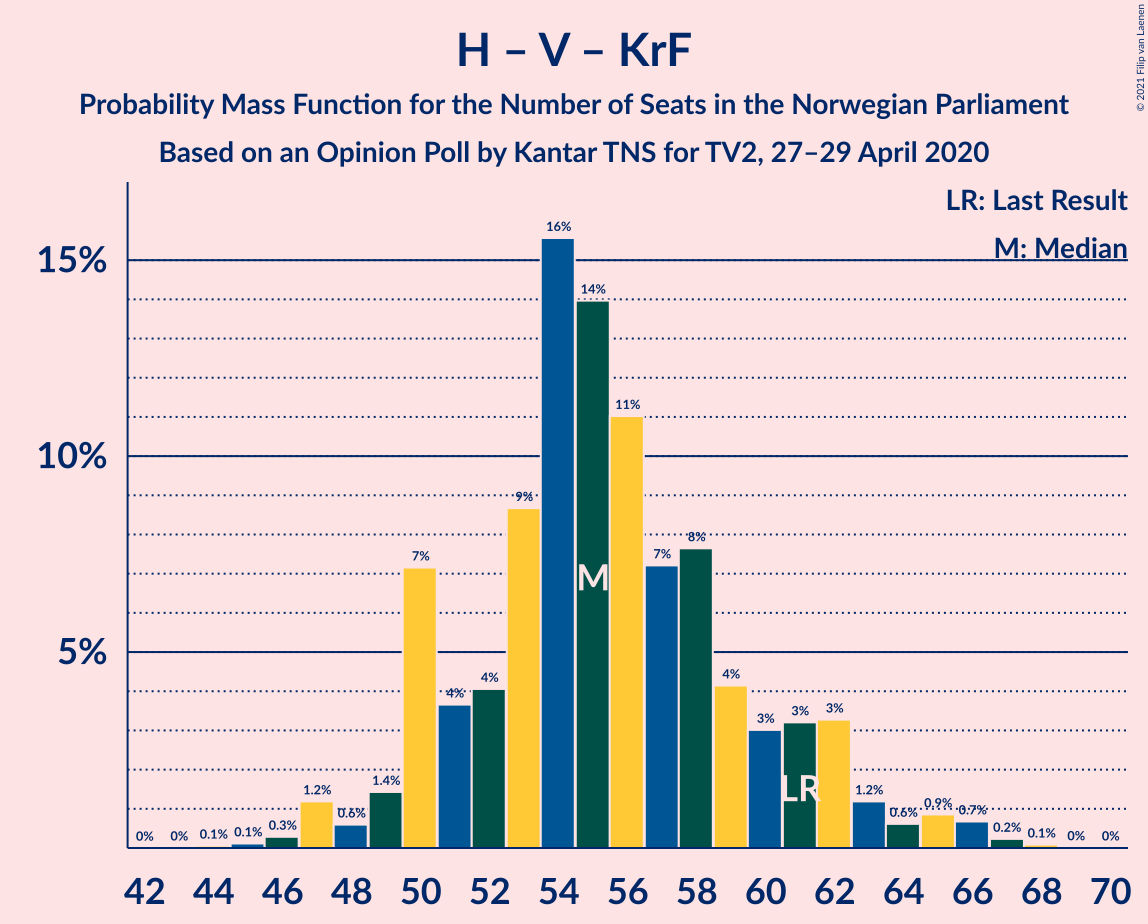 H – V – KrF
Probability Mass Function for the Number of Seats in the Norwegian Parliament
Based on an Opinion Poll by Kantar TNS for TV2, 27–29 April 2020
© 2021 Filip van Laenen
LR: Last Result
M: Median
15%
10%
5%
0% 0% 0.1% 0.1% 0.3% 1.2% 0.6% 1.4% 7% 4% 4% 9% 16% 14% 11% 7% 8% 4% 3% 3% 3% 1.2% 0.6% 0.9% 0.7% 0.2% 0.1% 0% 0%
M
LR
42 44 46 48 50 52 54 56 58 60 62 64 66 68 70